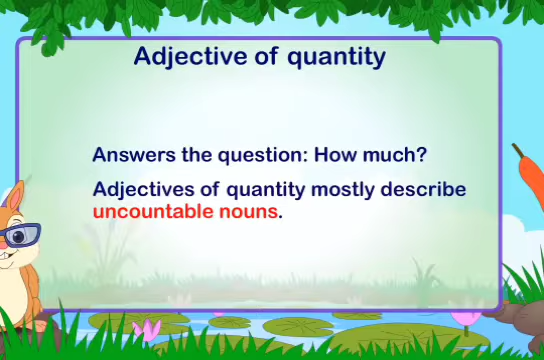 Adjective of quantity
Answers the question: How much?
Adjectives of quantity mostly describe
uncountable nouns.